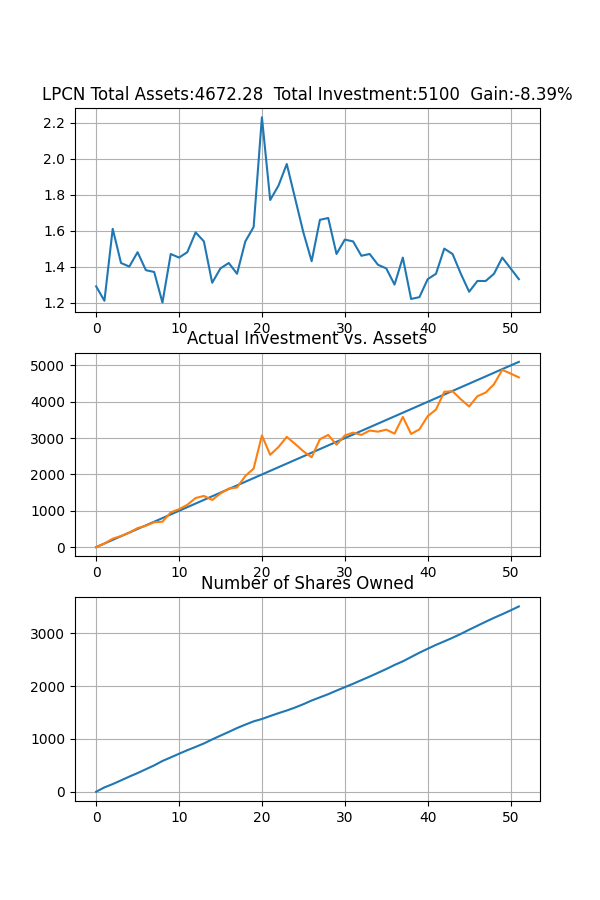 LPCN Total Assets:4672.28  Total Investment:5100  Gain:-8.39%
2.2
2.0
1.8
1.6
1.4
1.2
0 10 20 30 40 50
Actual Investment vs. Assets
5000
4000
3000
2000
1000
0
0 10 20 30 40 50
Number of Shares Owned
3000
2000
1000
0
0 10 20 30 40 50